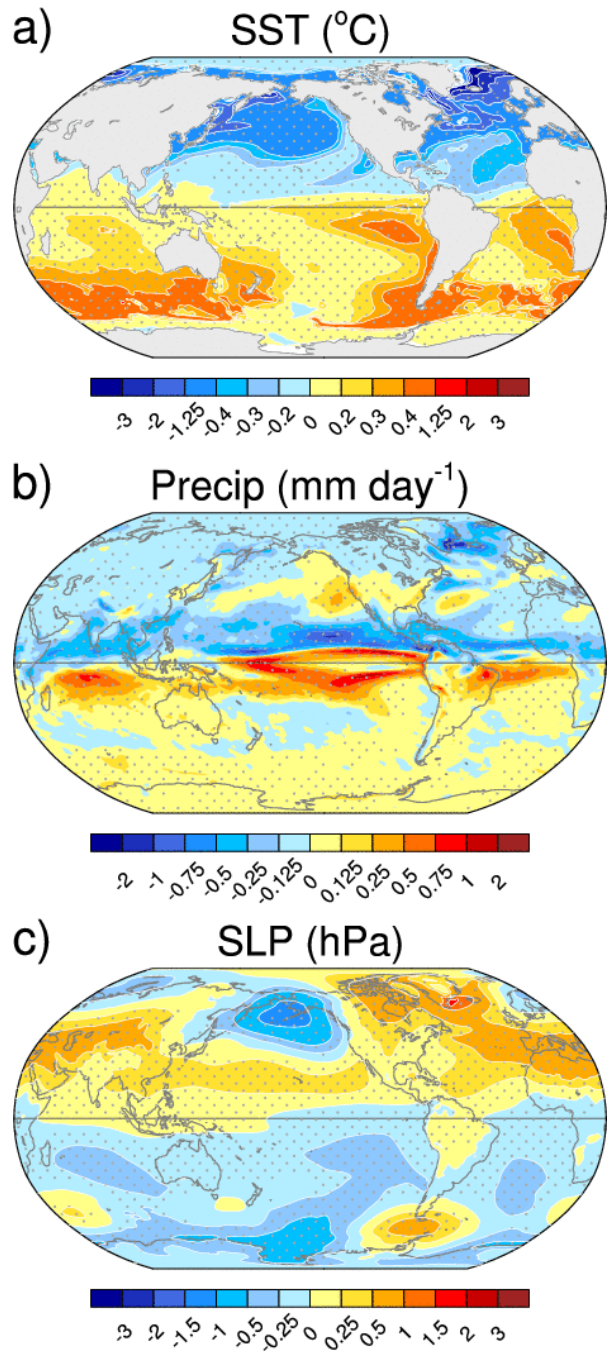 a)
SST (°C)
-3 -2 -1.25 -0.4 -0.3 -0.2 0 0.2 0.3 0.4 1.25 2 3
b)
Precip (mm day⁻¹)
-2 -1 -0.75 -0.5 -0.25 -0.125 0 0.125 0.25 0.5 0.75 1 2
c)
SLP (hPa)
-3 -2 -1.5 -1 -0.5 -0.25 0 0.25 0.5 1 1.5 2 3